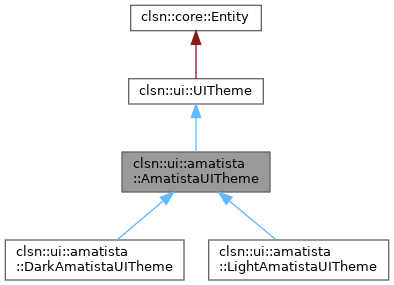 clsn::core::Entity
clsn::ui::UITheme
clsn::ui::amatista
::AmatistaUITheme
clsn::ui::amatista
::DarkAmatistaUITheme
clsn::ui::amatista
::LightAmatistaUITheme